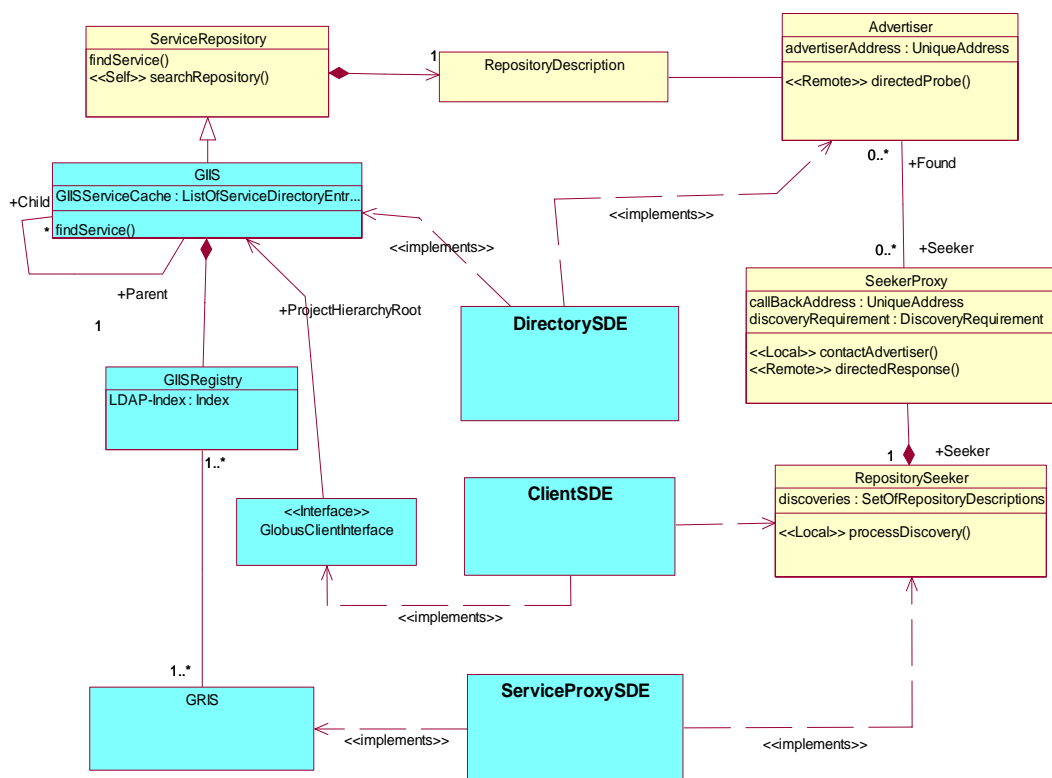 ServiceRepository
findService()
<<Self>> searchRepository()
1
RepositoryDescription
Advertiser
advertiserAddress : UniqueAddress
<<Remote>> directedProbe()
0..*
+Found
GIIS
GIISServiceCache : ListOfServiceDirectoryEntr...
findService()
+Child
*
+Parent
1
<<implements>>
<<implements>>
+ProjectHierarchyRoot
0..*
+Seeker
SeekerProxy
callBackAddress : UniqueAddress
discoveryRequirement : DiscoveryRequirement
<<Local>> contactAdvertiser()
<<Remote>> directedResponse()
DirectorySDE
GIISRegistry
LDAP-Index : Index
1..*
1
+Seeker
RepositorySeeker
discoveries : SetOfRepositoryDescriptions
<<Local>> processDiscovery()
<<Interface>>
GlobusClientInterface
ClientSDE
<<implements>>
1..*
GRIS
ServiceProxySDE
<<implements>>
<<implements>>